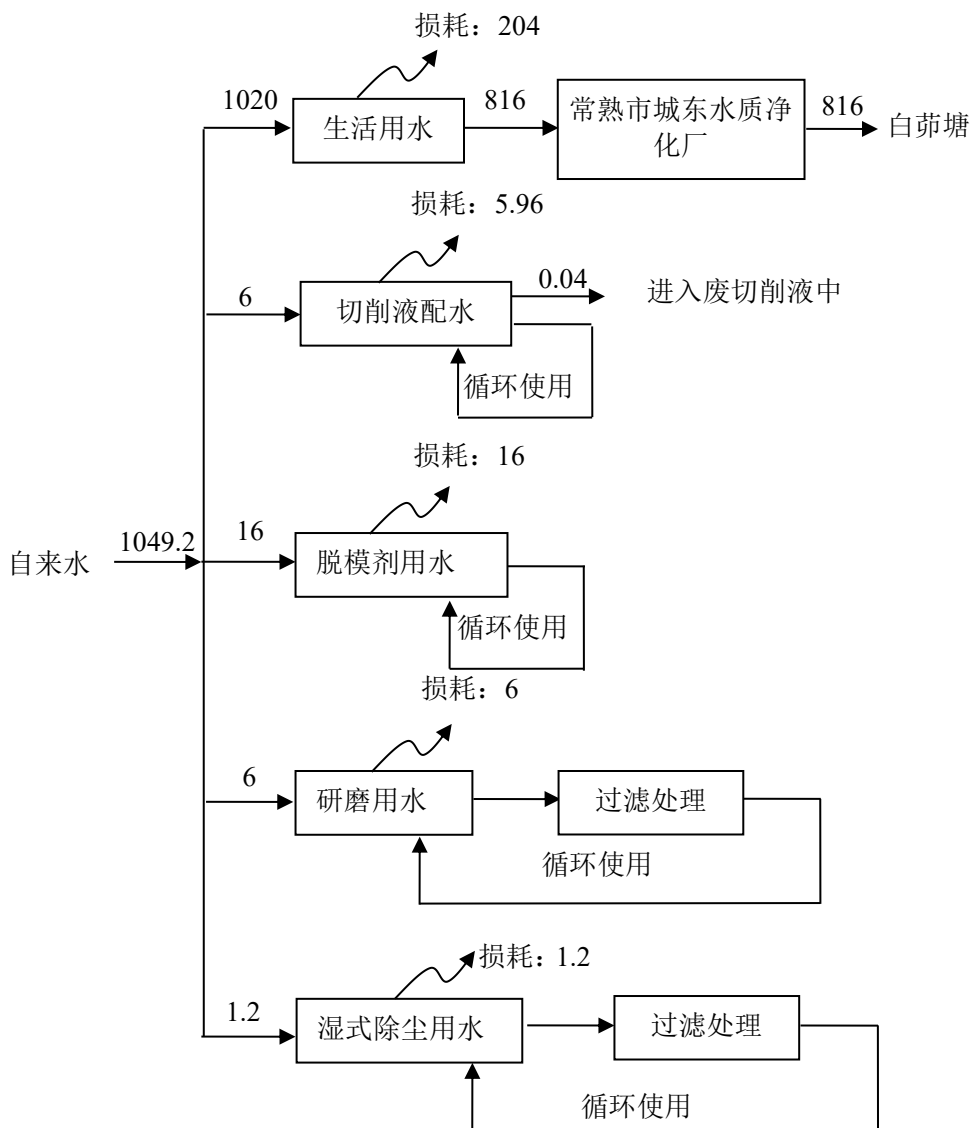 损耗：204
1020
生活用水
816
常熟市城东水质净
化厂
816
白茆塘
损耗：5.96
6
切削液配水
0.04
进入废切削液中
循环使用
损耗：16
自来水
1049.2
16
脱模剂用水
循环使用
损耗：6
6
研磨用水
过滤处理
循环使用
损耗：1.2
1.2
湿式除尘用水
过滤处理
循环使用